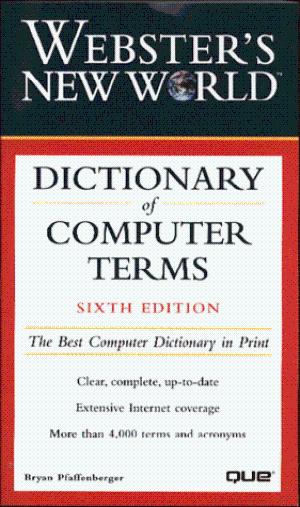 WEBSTER'S
NEW WORLD™
DICTIONARY
of
COMPUTER
TERMS
SIXTH EDITION
The Best Computer Dictionary in Print
Clear, complete, up-to-date
Extensive Internet coverage
More than 4,000 terms and acronyms
Bryan Pfaffenberger
QUE®